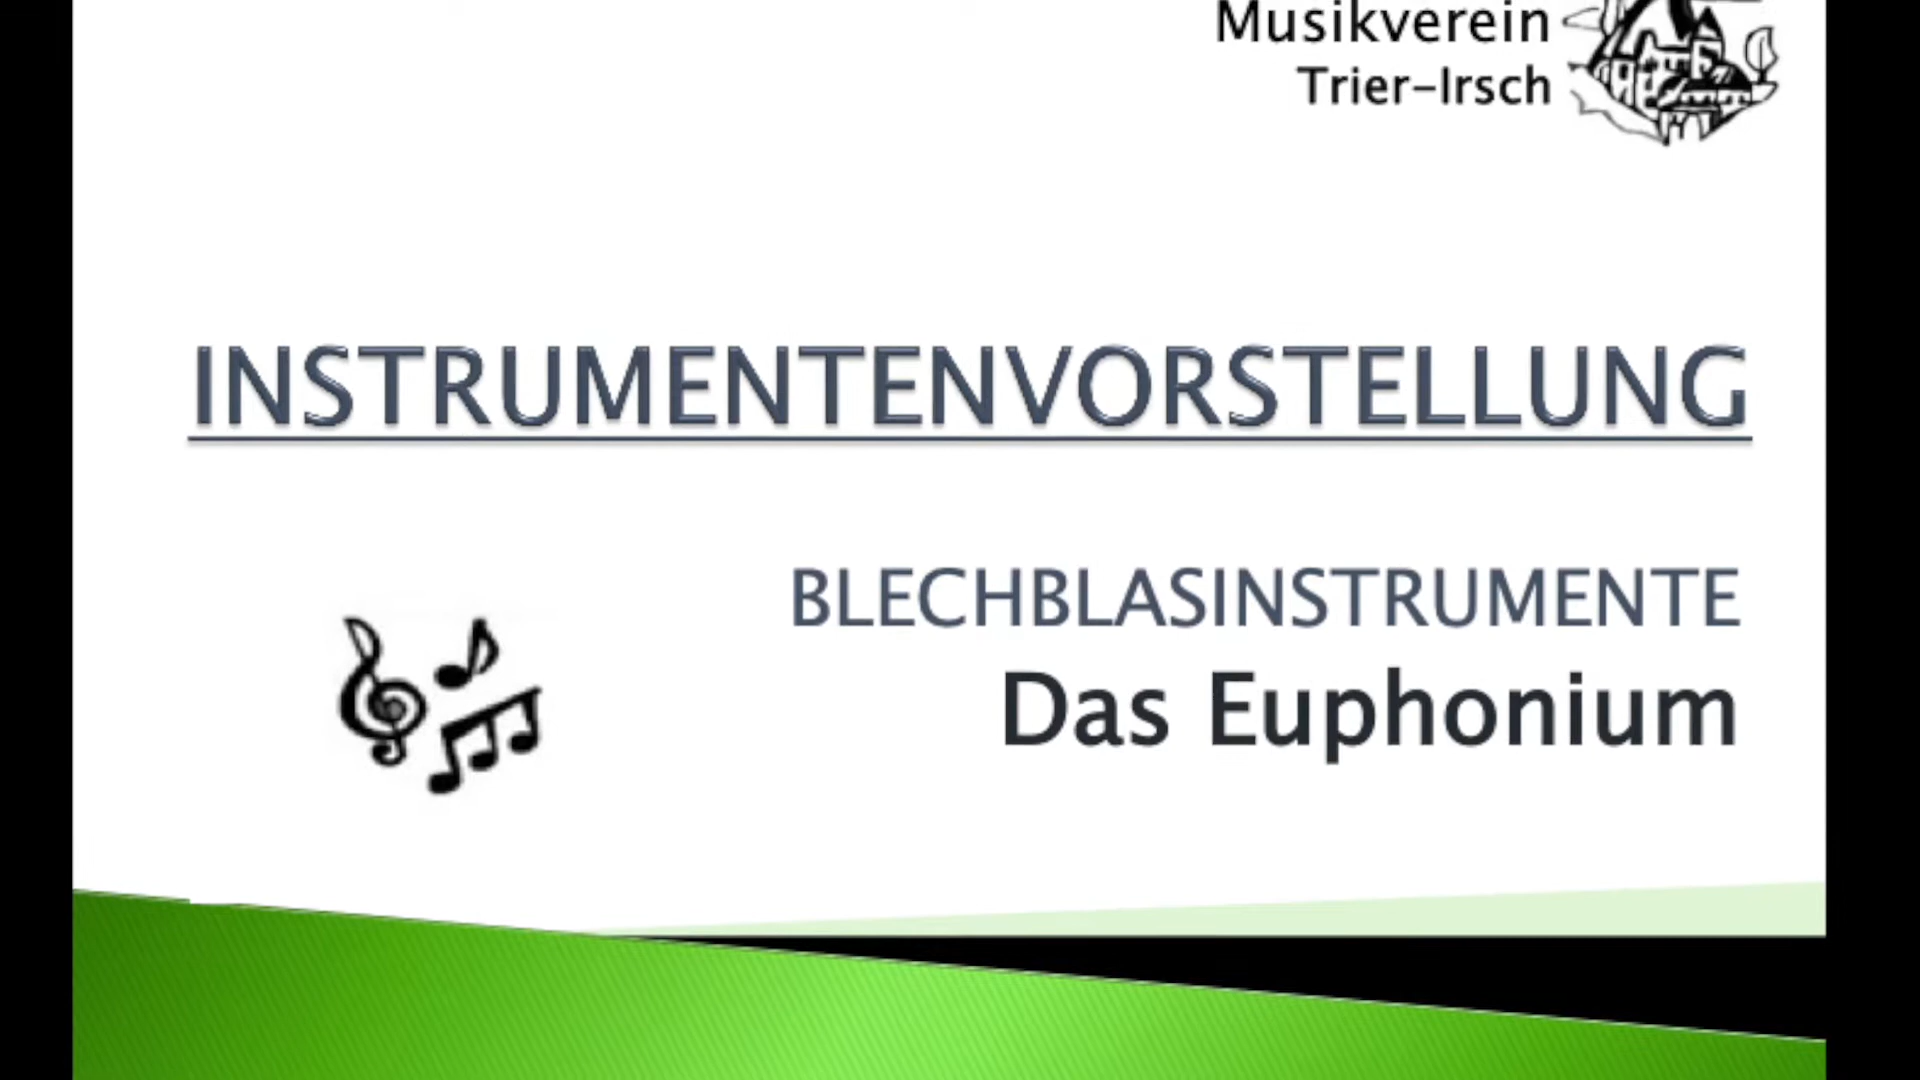 Musikverein
Trier-Irsch
INSTRUMENTENVORSTELLUNG
BLECHBLASINSTRUMENTE
Das Euphonium